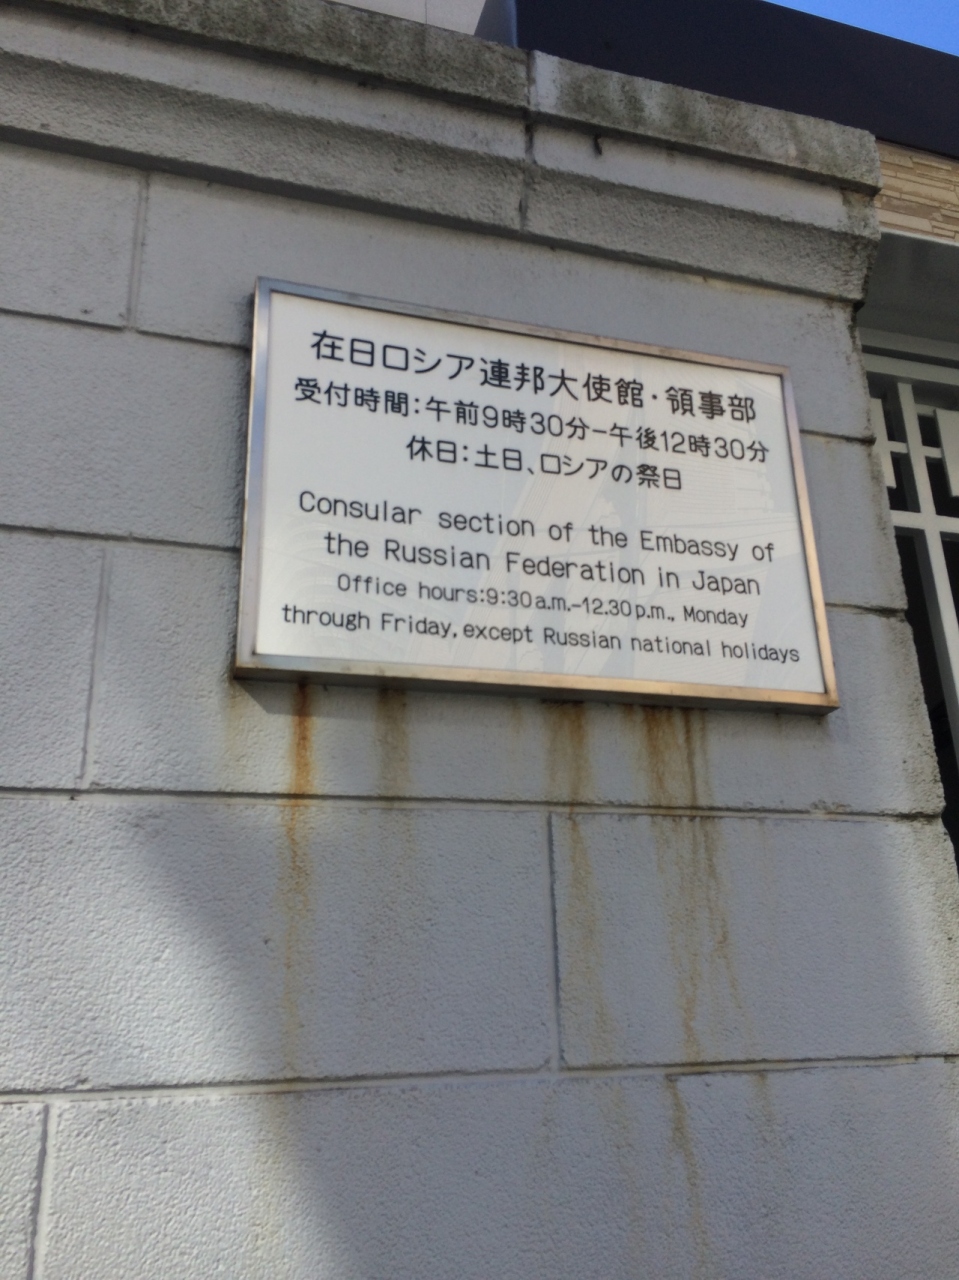 在日ロシア連邦大使館・領事部
受付時間:午前9時30分－午後12時30分
休日:土日、ロシアの祭日
Consular section of the Embassy of
the Russian Federation in Japan
Office hours:9:30a.m.-12.30p.m., Monday
through Friday, except Russian national holidays